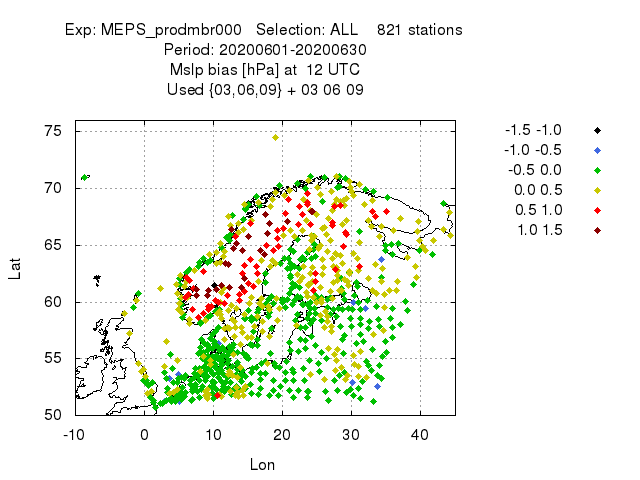 Exp: MEPS_prodmbr000   Selection: ALL    821 stations
Period: 20200601-20200630
Mslp bias [hPa] at  12 UTC
Used {03,06,09} + 03 06 09
-1.5 -1.0
-1.0 -0.5
-0.5 0.0
0.0 0.5
0.5 1.0
1.0 1.5
75
70
65
60
55
50
Lat
-10 0 10 20 30 40
Lon